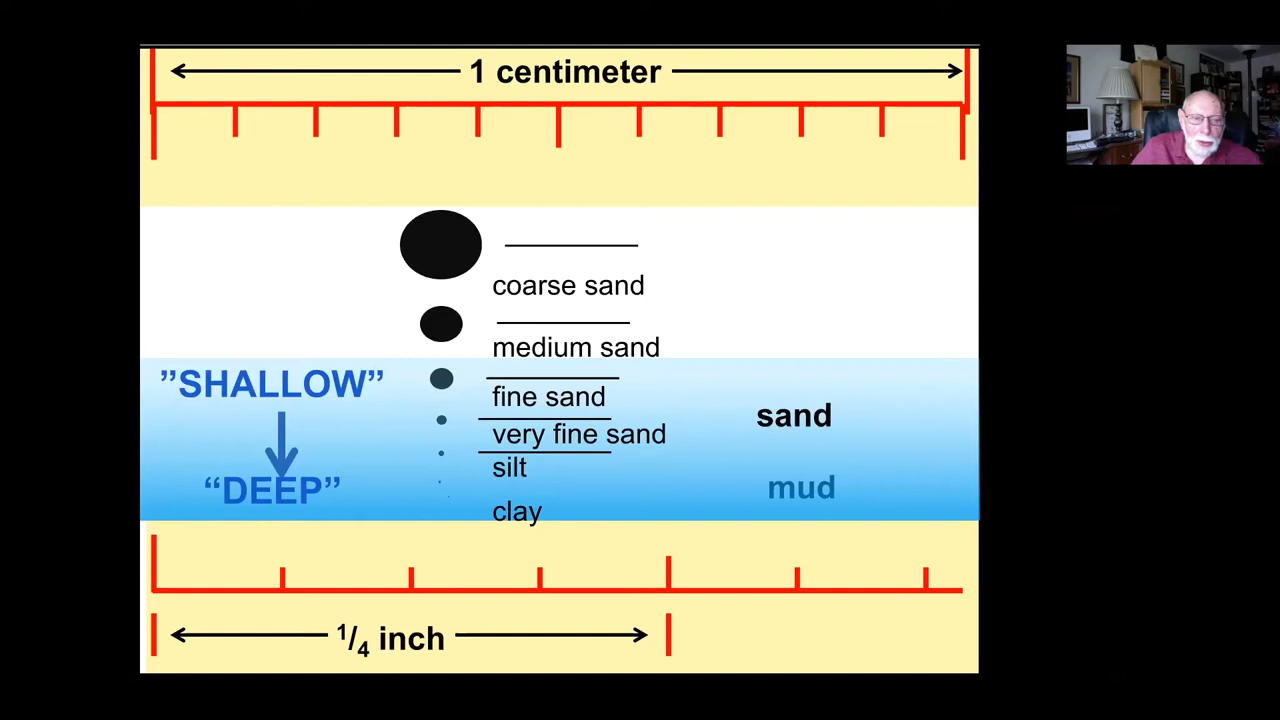 1 centimeter
coarse sand
medium sand
”SHALLOW”
fine sand
sand
very fine sand
silt
“DEEP”
mud
clay
1/4 inch